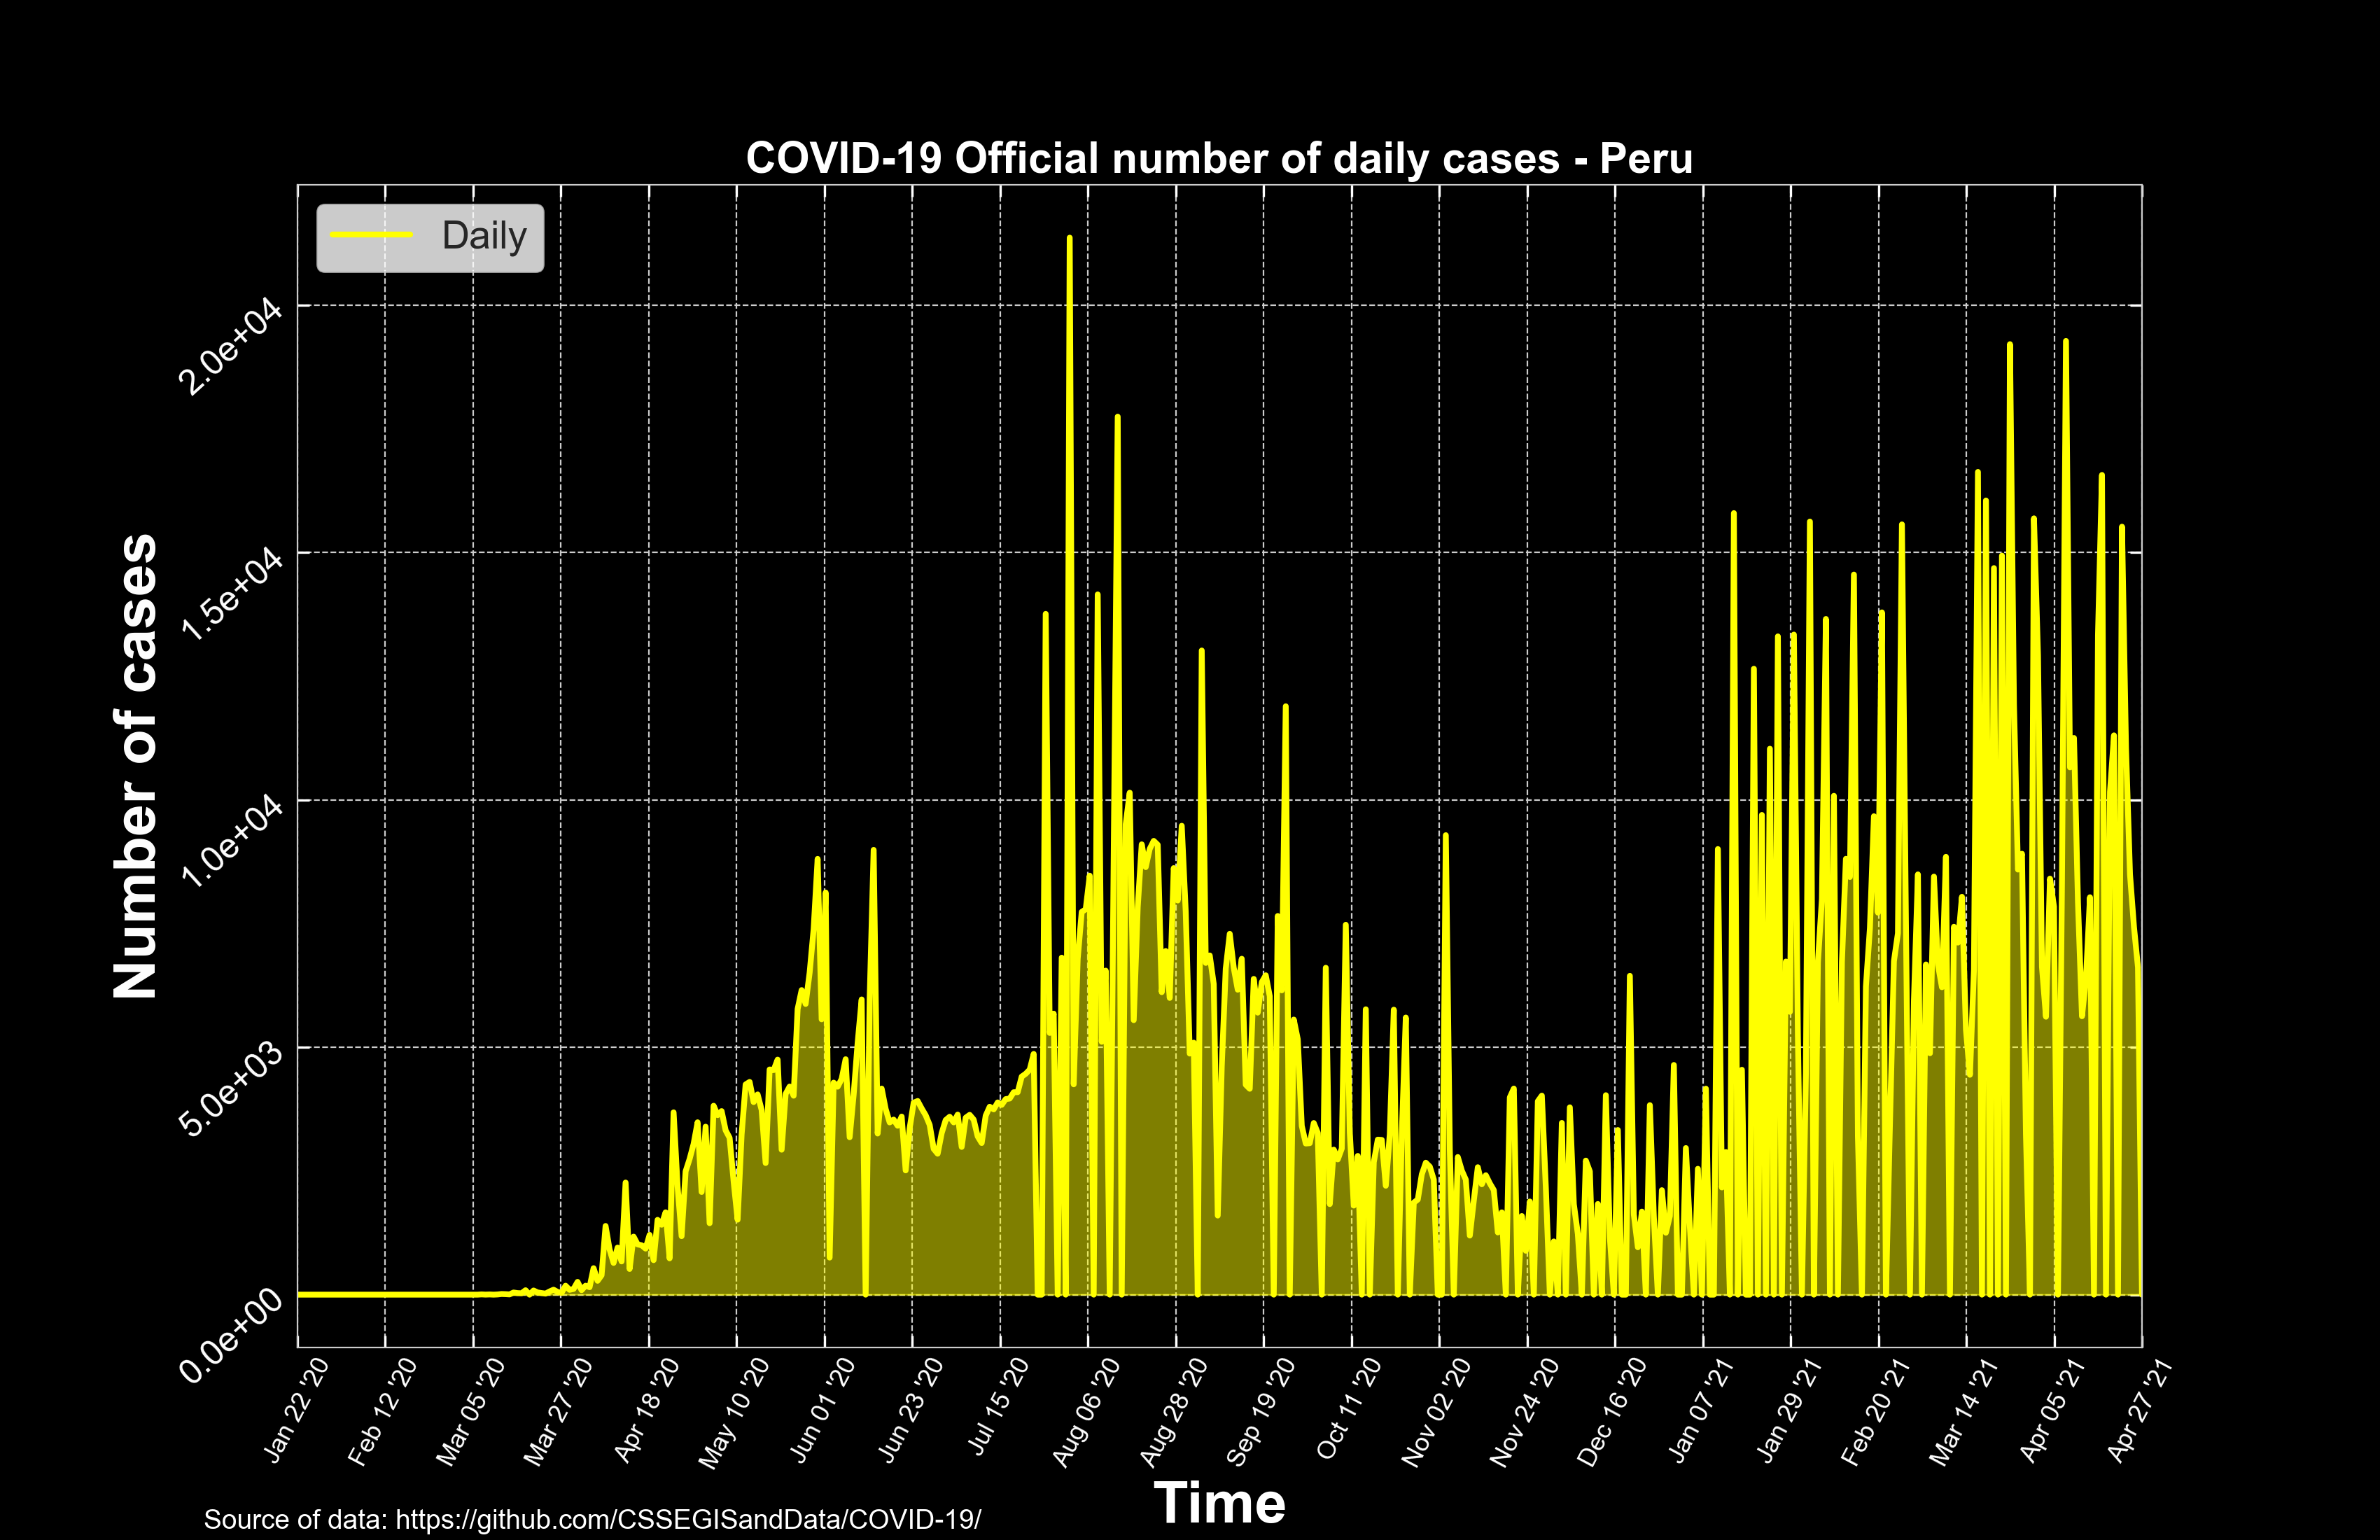 COVID-19 Official number of daily cases - Peru
Daily
Number of cases
2.0e+04
1.5e+04
1.0e+04
5.0e+03
0.0e+00
Jan 22 '20
Feb 12 '20
Mar 05 '20
Mar 27 '20
Apr 18 '20
May 10 '20
Jun 01 '20
Jun 23 '20
Jul 15 '20
Aug 06 '20
Aug 28 '20
Sep 19 '20
Oct 11 '20
Nov 02 '20
Nov 24 '20
Dec 16 '20
Jan 07 '21
Jan 29 '21
Feb 20 '21
Mar 14 '21
Apr 05 '21
Apr 27 '21
Time
Source of data: https://github.com/CSSEGISandData/COVID-19/